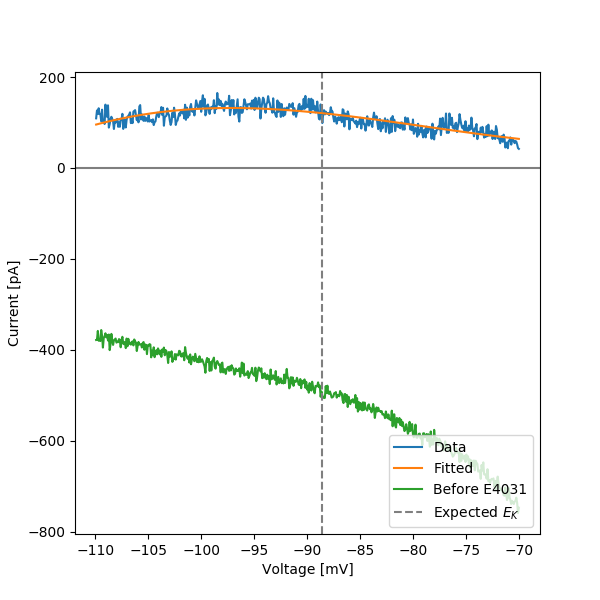 200
0
−200
−400
−600
−800
Current [pA]
−110
−105
−100
−95
−90
−85
−80
−75
−70
Voltage [mV]
Data
Fitted
Before E4031
Expected E_K